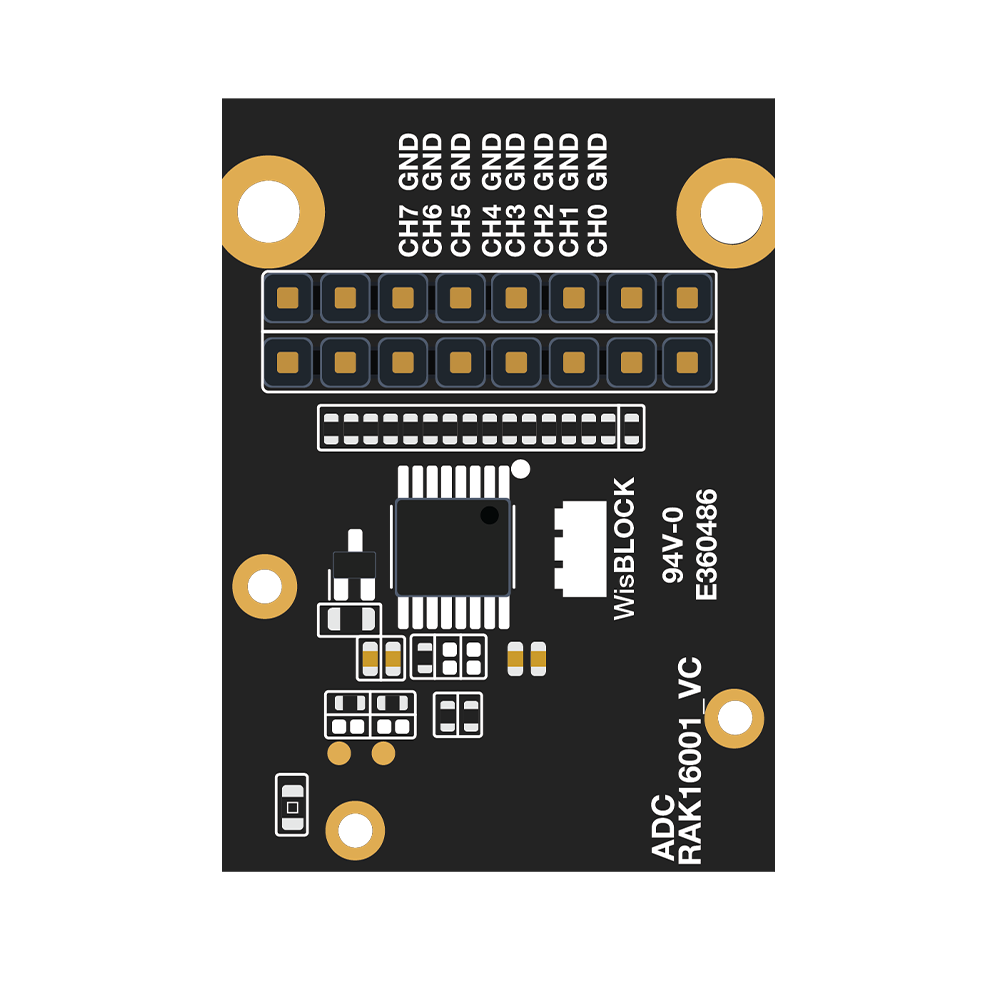 CH7 GND
CH6 GND
CH5 GND
CH4 GND
CH3 GND
CH2 GND
CH1 GND
CH0 GND
WisBLOCK
94V-0
E360486
ADC
RAK16001_VC